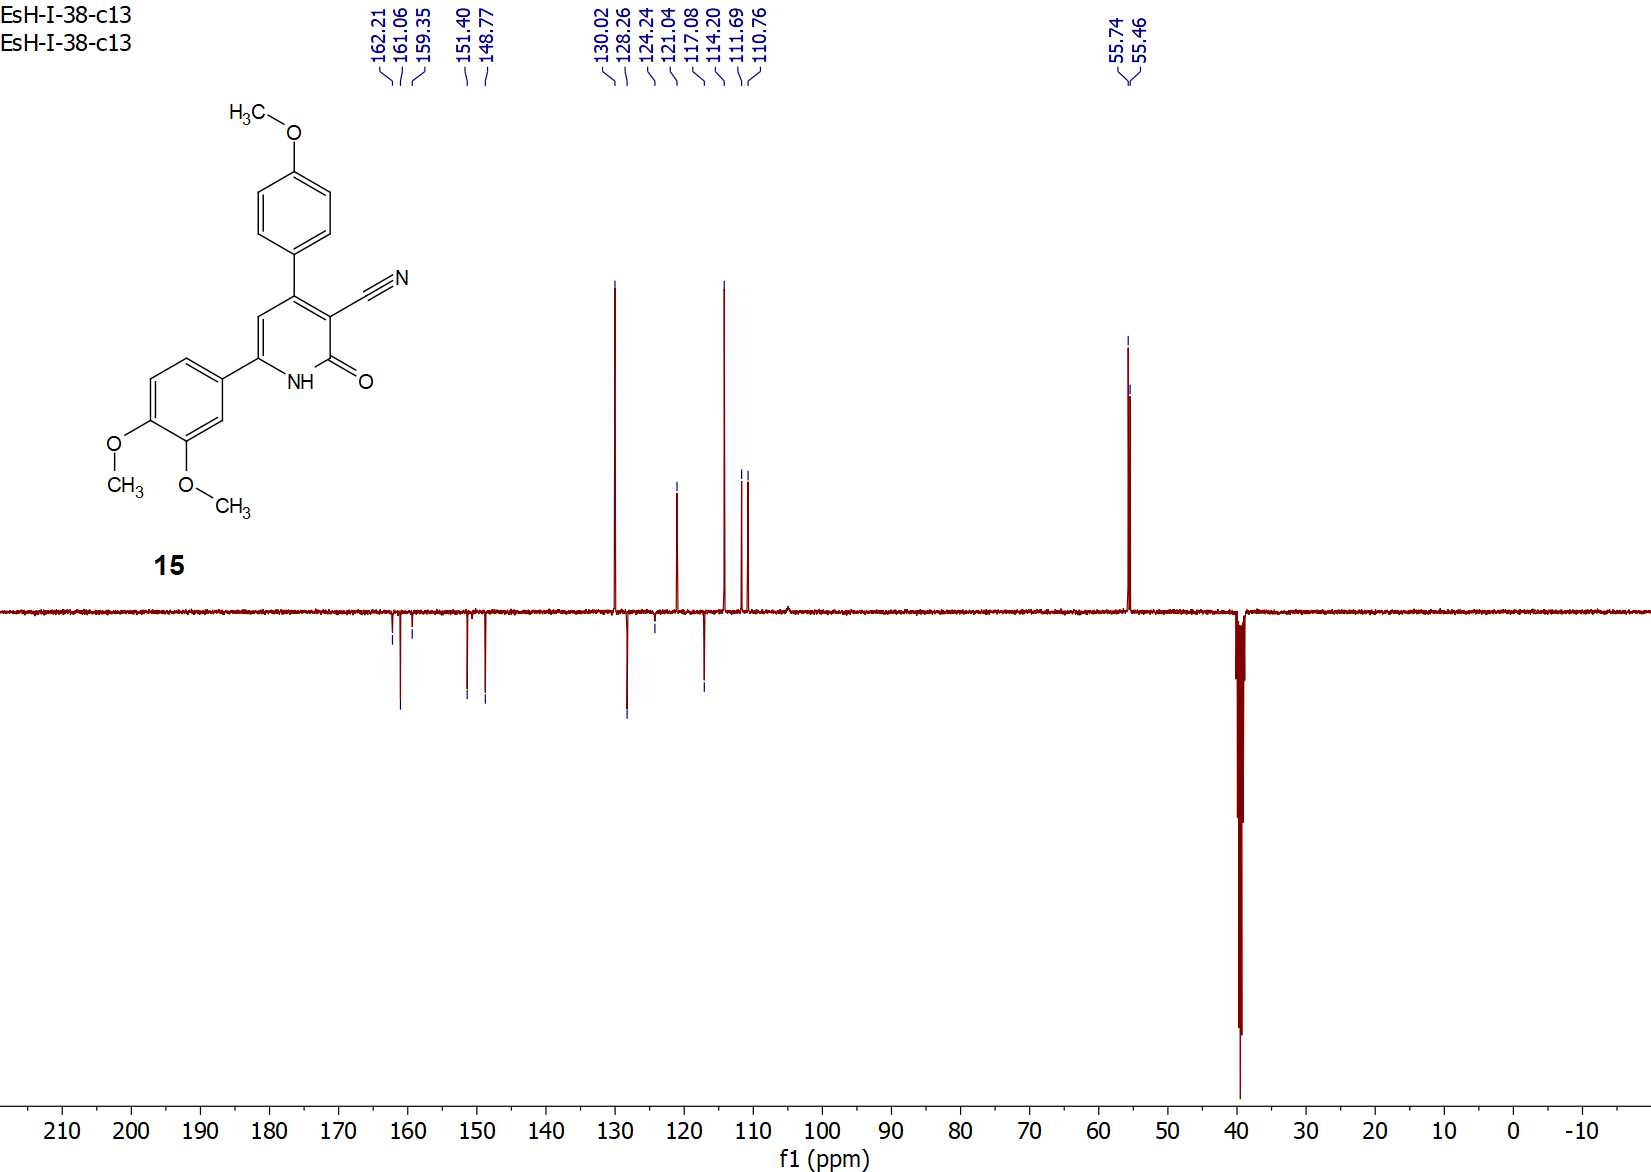 EsH-I-38-c13
EsH-I-38-c13
162.21
161.06
159.35
151.40
148.77
130.02
128.26
124.24
121.04
117.08
114.20
111.69
110.76
55.74
55.46
H3C
O
N
NH
O
O
CH3
O
CH3
15
210 200 190 180 170 160 150 140 130 120 110 100 90 80 70 60 50 40 30 20 10 0 -10
f1 (ppm)